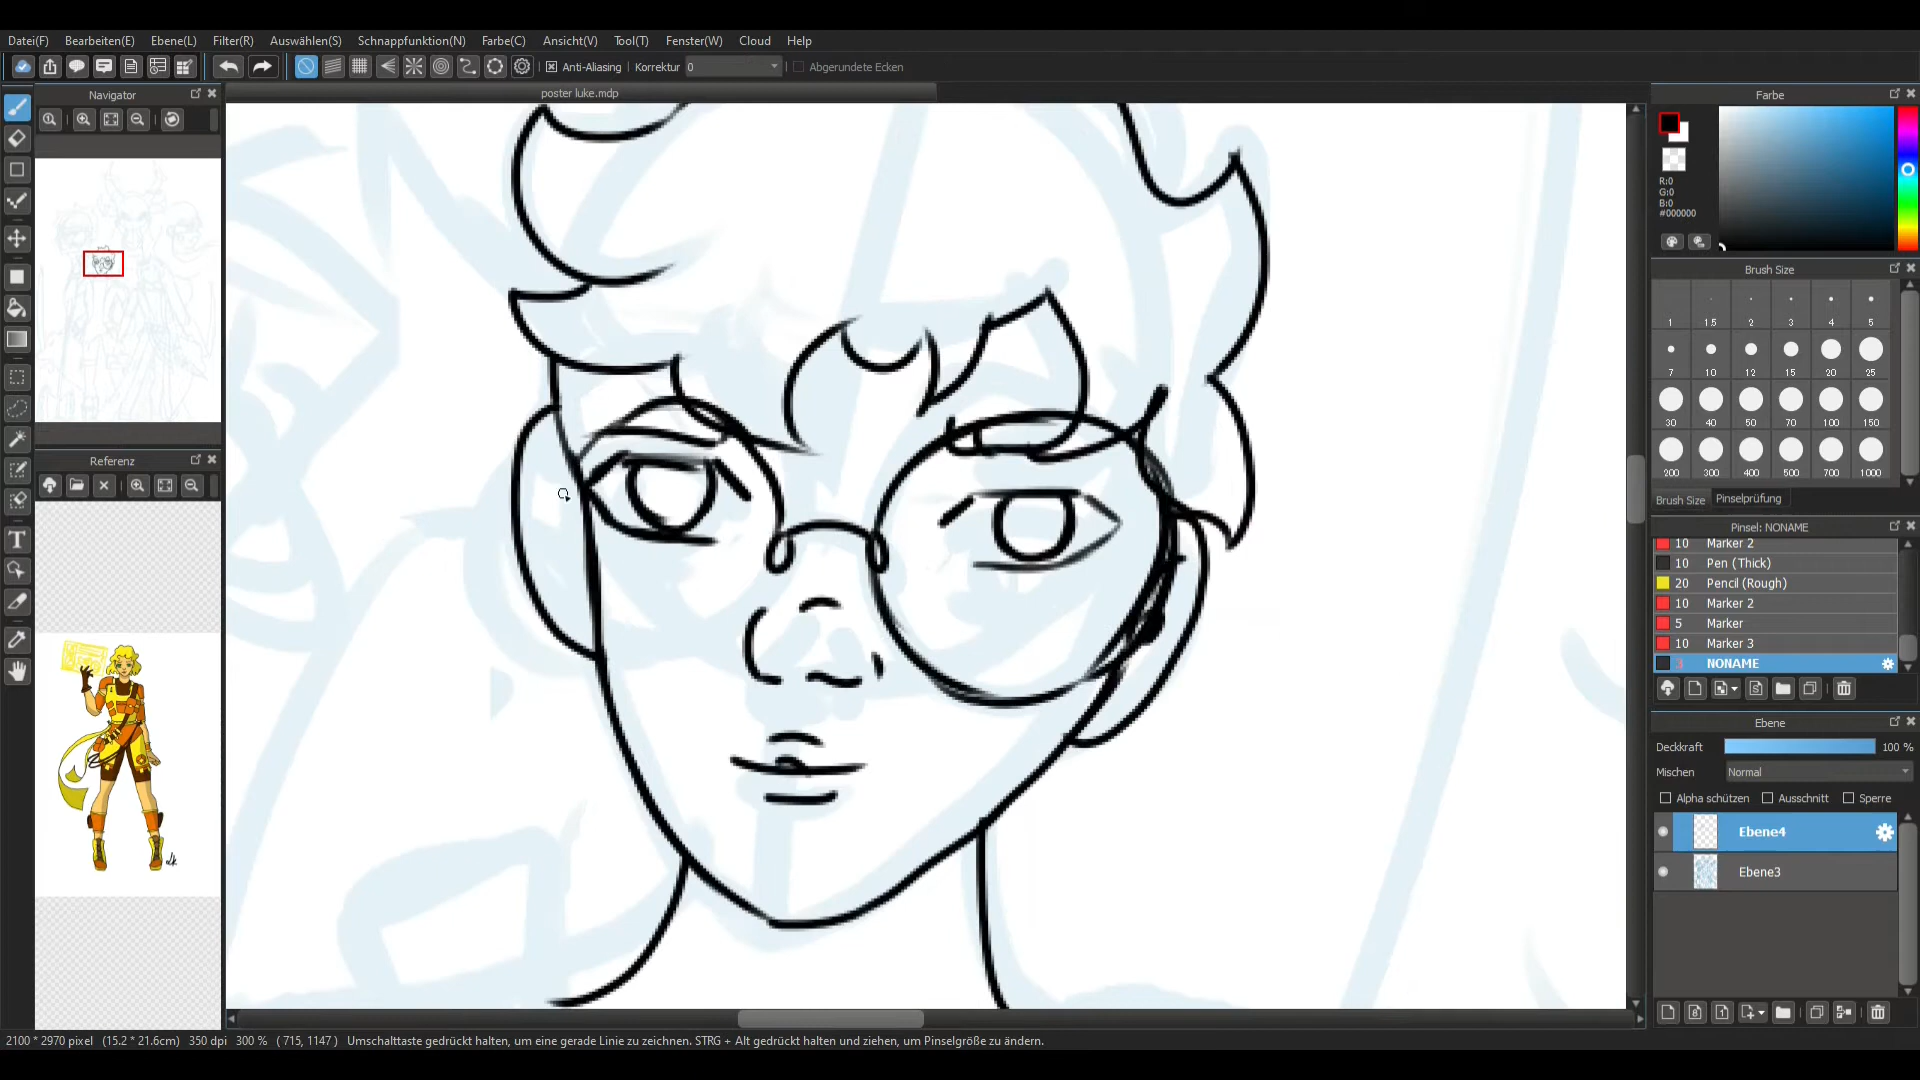 Datei(F) Bearbeiten(E) Ebene(L) Filter(R) Auswählen(S) Schnappfunktion(N) Farbe(C) Ansicht(V) Tool(T) Fenster(W) Cloud Help
Anti-Aliasing Korrektur 0 Abgerundete Ecken
Navigator
poster luke.mdp
Referenz
Farbe
R:0
G:0
B:0
#000000
Brush Size
1 1.5 2 3 4 5
7 10 12 15 20 25
30 40 50 70 100 150
200 300 400 500 700 1000
Brush Size Pinselprüfung
Pinsel: NONAME
10 Marker 2
10 Pen (Thick)
20 Pencil (Rough)
10 Marker 2
5 Marker
10 Marker 3
3 NONAME
Ebene
Deckkraft 100 %
Mischen Normal
Alpha schützen Ausschnitt Sperre
Ebene4
Ebene3
2100 * 2970 pixel (15.2 * 21.6cm) 350 dpi 300 % ( 715, 1147 ) Umschalttaste gedrückt halten, um eine gerade Linie zu zeichnen. STRG + Alt gedrückt halten und ziehen, um Pinselgröße zu ändern.